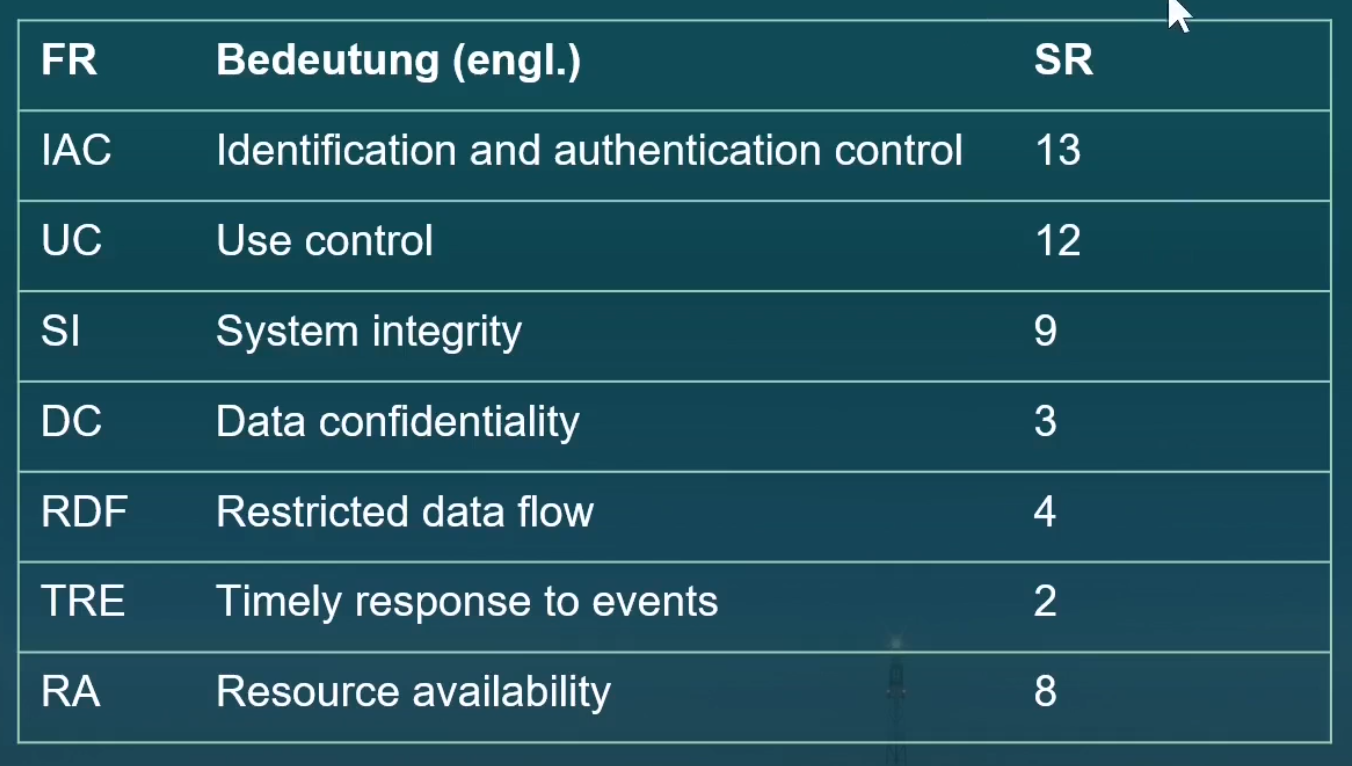 FR Bedeutung (engl.) SR
IAC Identification and authentication control 13
UC Use control 12
SI System integrity 9
DC Data confidentiality 3
RDF Restricted data flow 4
TRE Timely response to events 2
RA Resource availability 8